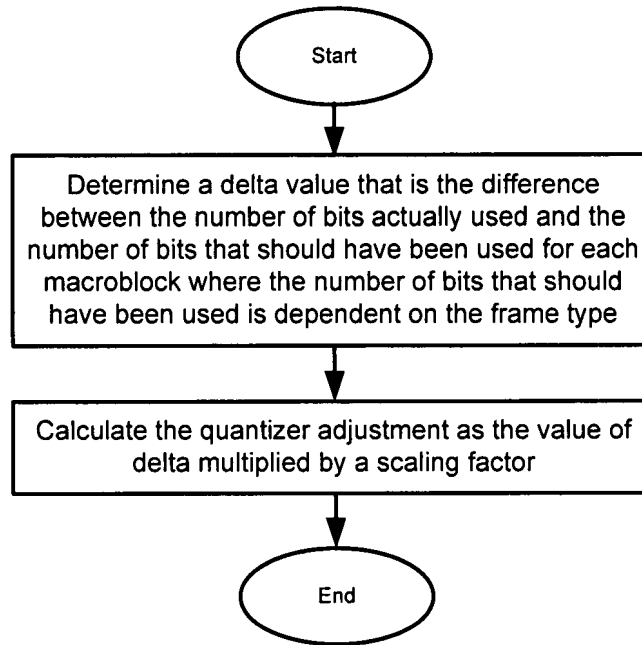 Start
Determine a delta value that is the difference
between the number of bits actually used and the
number of bits that should have been used for each
macroblock where the number of bits that should
have been used is dependent on the frame type
Calculate the quantizer adjustment as the value of
delta multiplied by a scaling factor
End